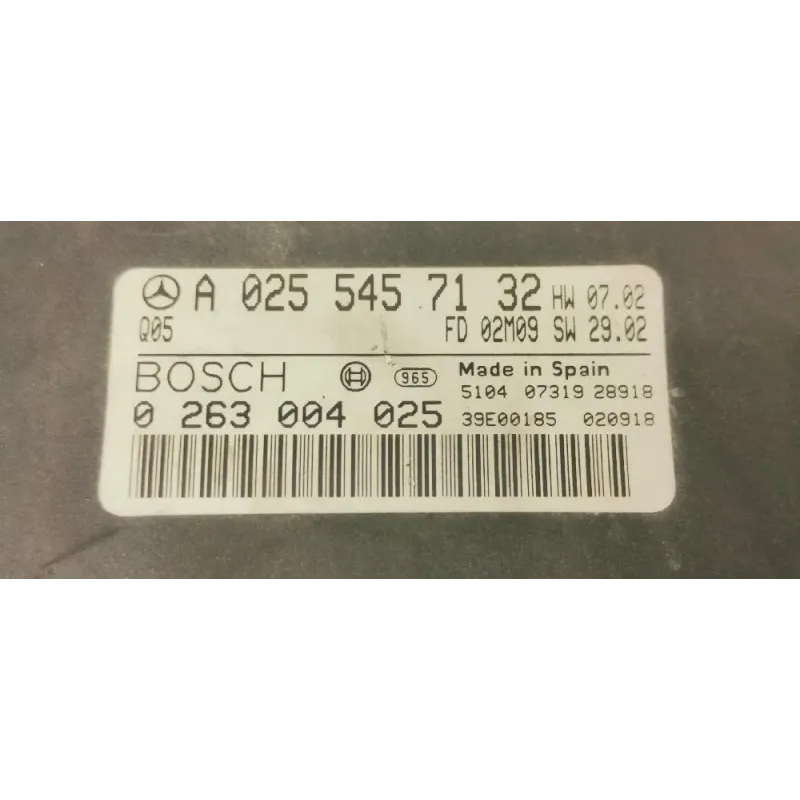 A 025 545 71 32 HW 07.02
Q05 FD 02M09 SW 29.02
BOSCH 965 Made in Spain
5104 07319 28918
0 263 004 025 39E00185 020918